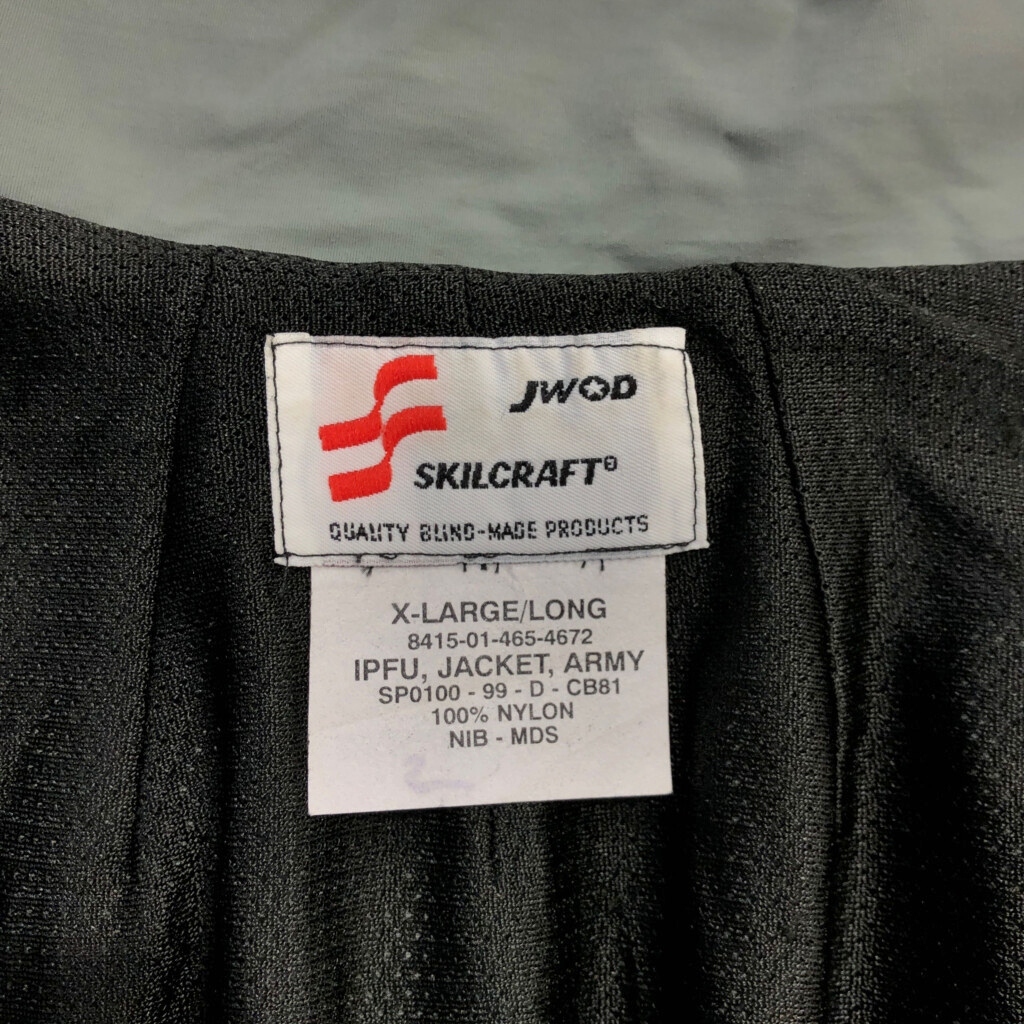 JWOD
SKILCRAFT®
QUALITY BLIND-MADE PRODUCTS
X-LARGE/LONG
8415-01-465-4672
IPFU, JACKET, ARMY
SP0100 - 99 - D - CB81
100% NYLON
NIB - MDS